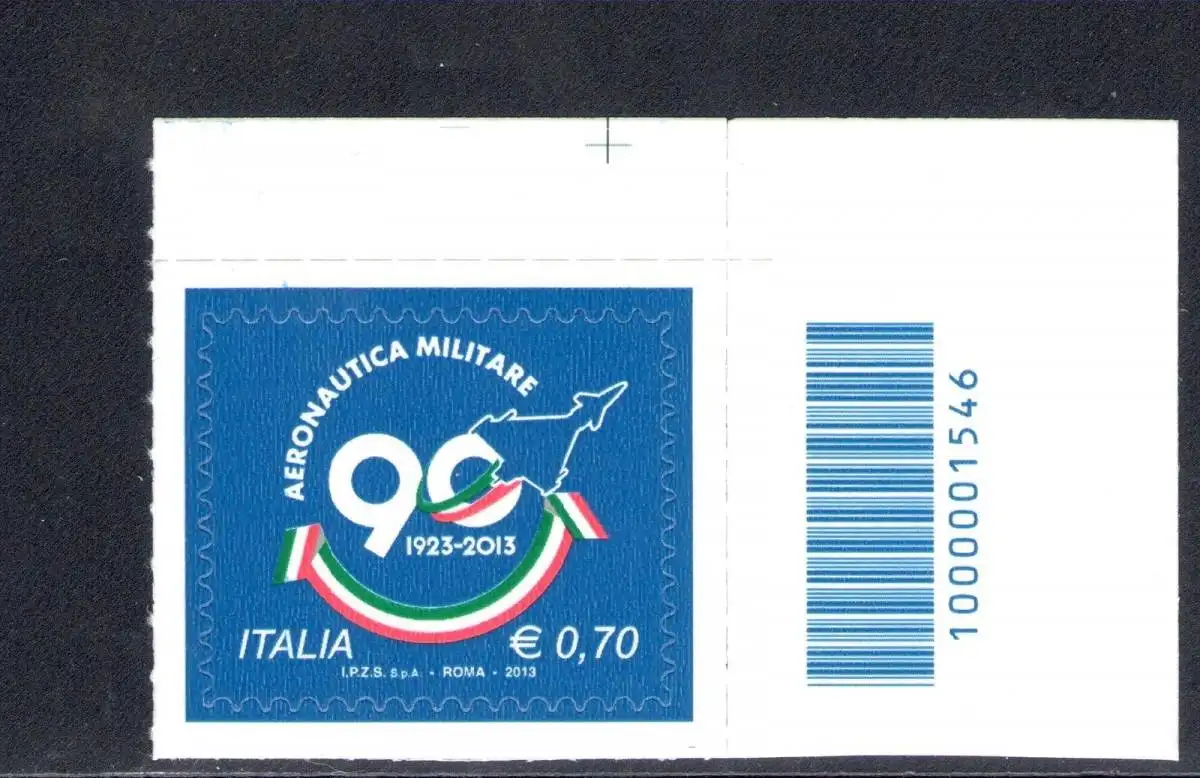 AERONAUTICA MILITARE
90
1923-2013
ITALIA € 0,70
I.P.Z.S. S.p.A. - ROMA - 2013
1000001546